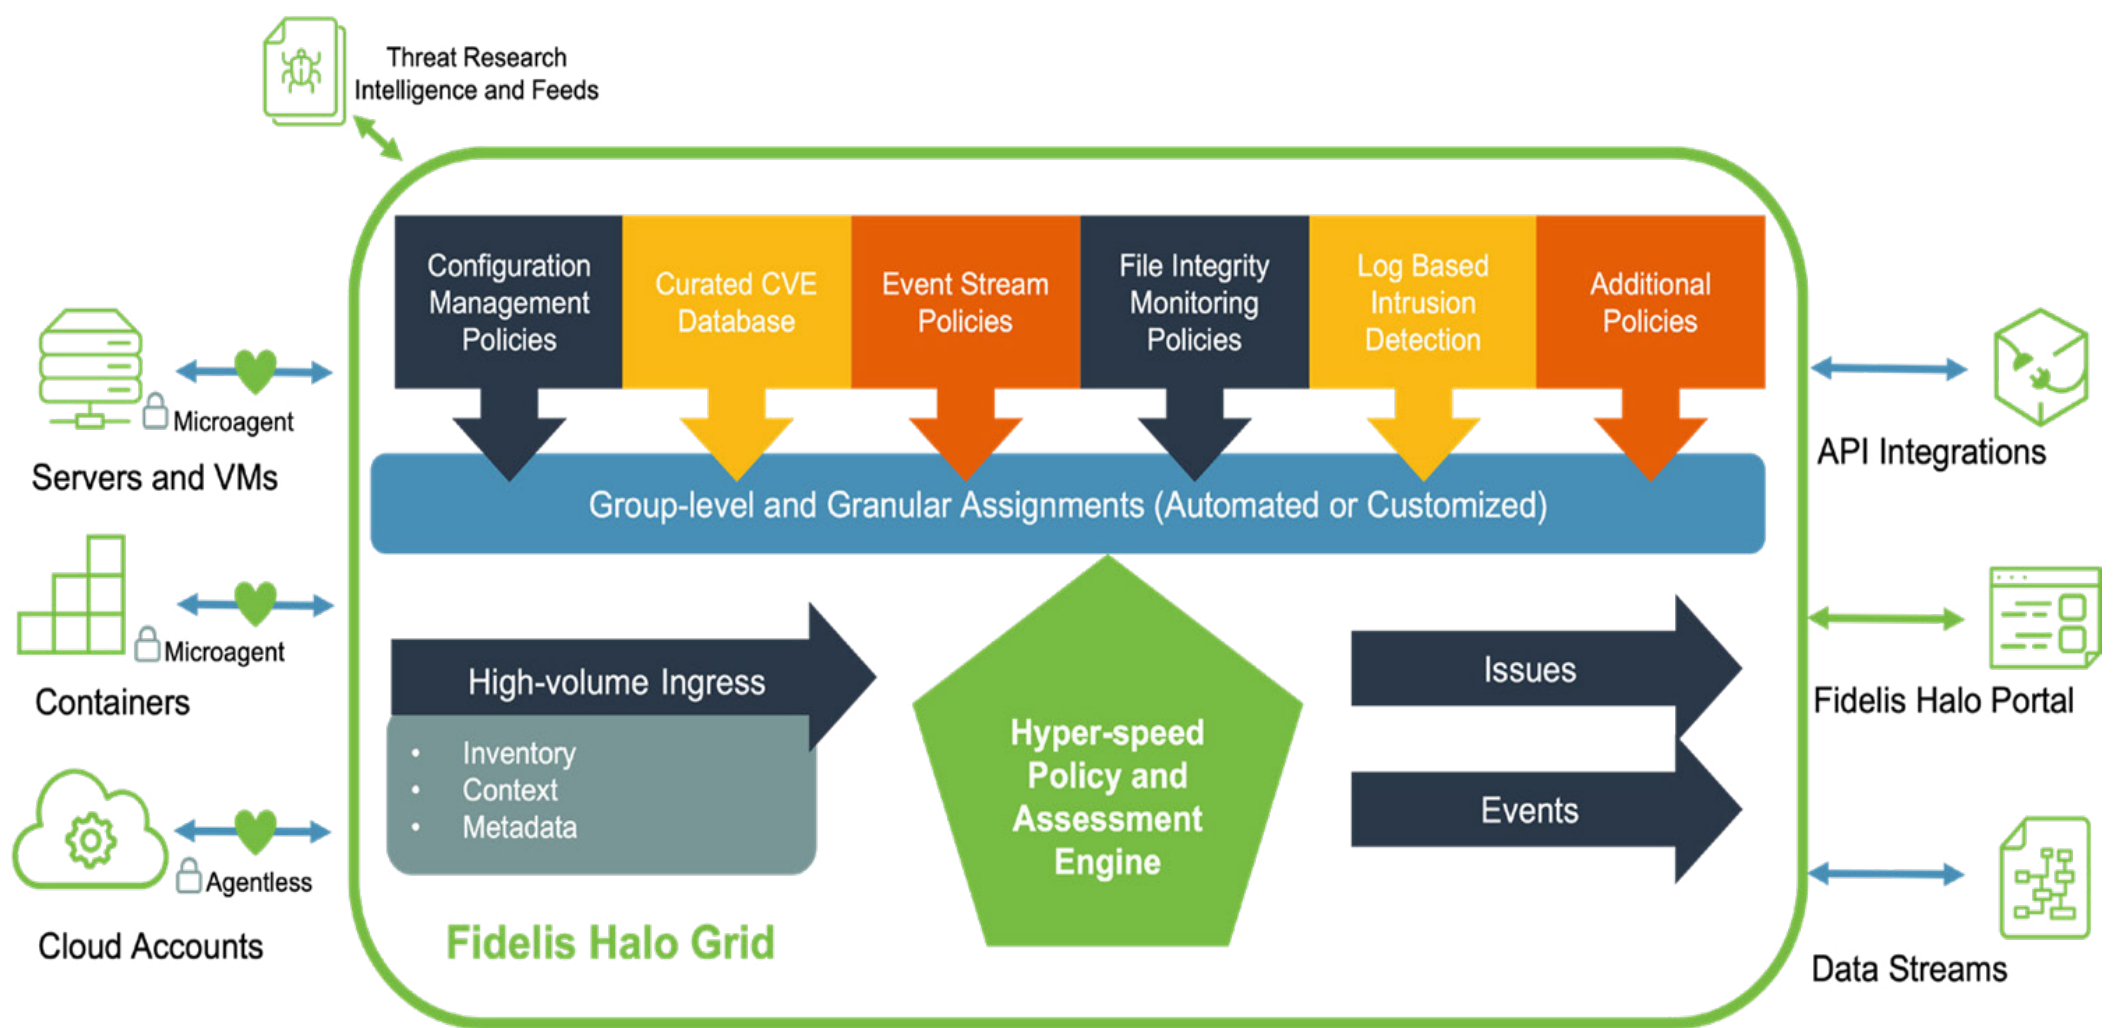 Threat Research
Intelligence and Feeds
Configuration
Management
Policies
Curated CVE
Database
Event Stream
Policies
File Integrity
Monitoring
Policies
Log Based
Intrusion
Detection
Additional
Policies
Group-level and Granular Assignments (Automated or Customized)
Microagent
Servers and VMs
Microagent
Containers
Agentless
Cloud Accounts
High-volume Ingress
• Inventory
• Context
• Metadata
Hyper-speed
Policy and
Assessment
Engine
Issues
Events
Fidelis Halo Grid
API Integrations
Fidelis Halo Portal
Data Streams